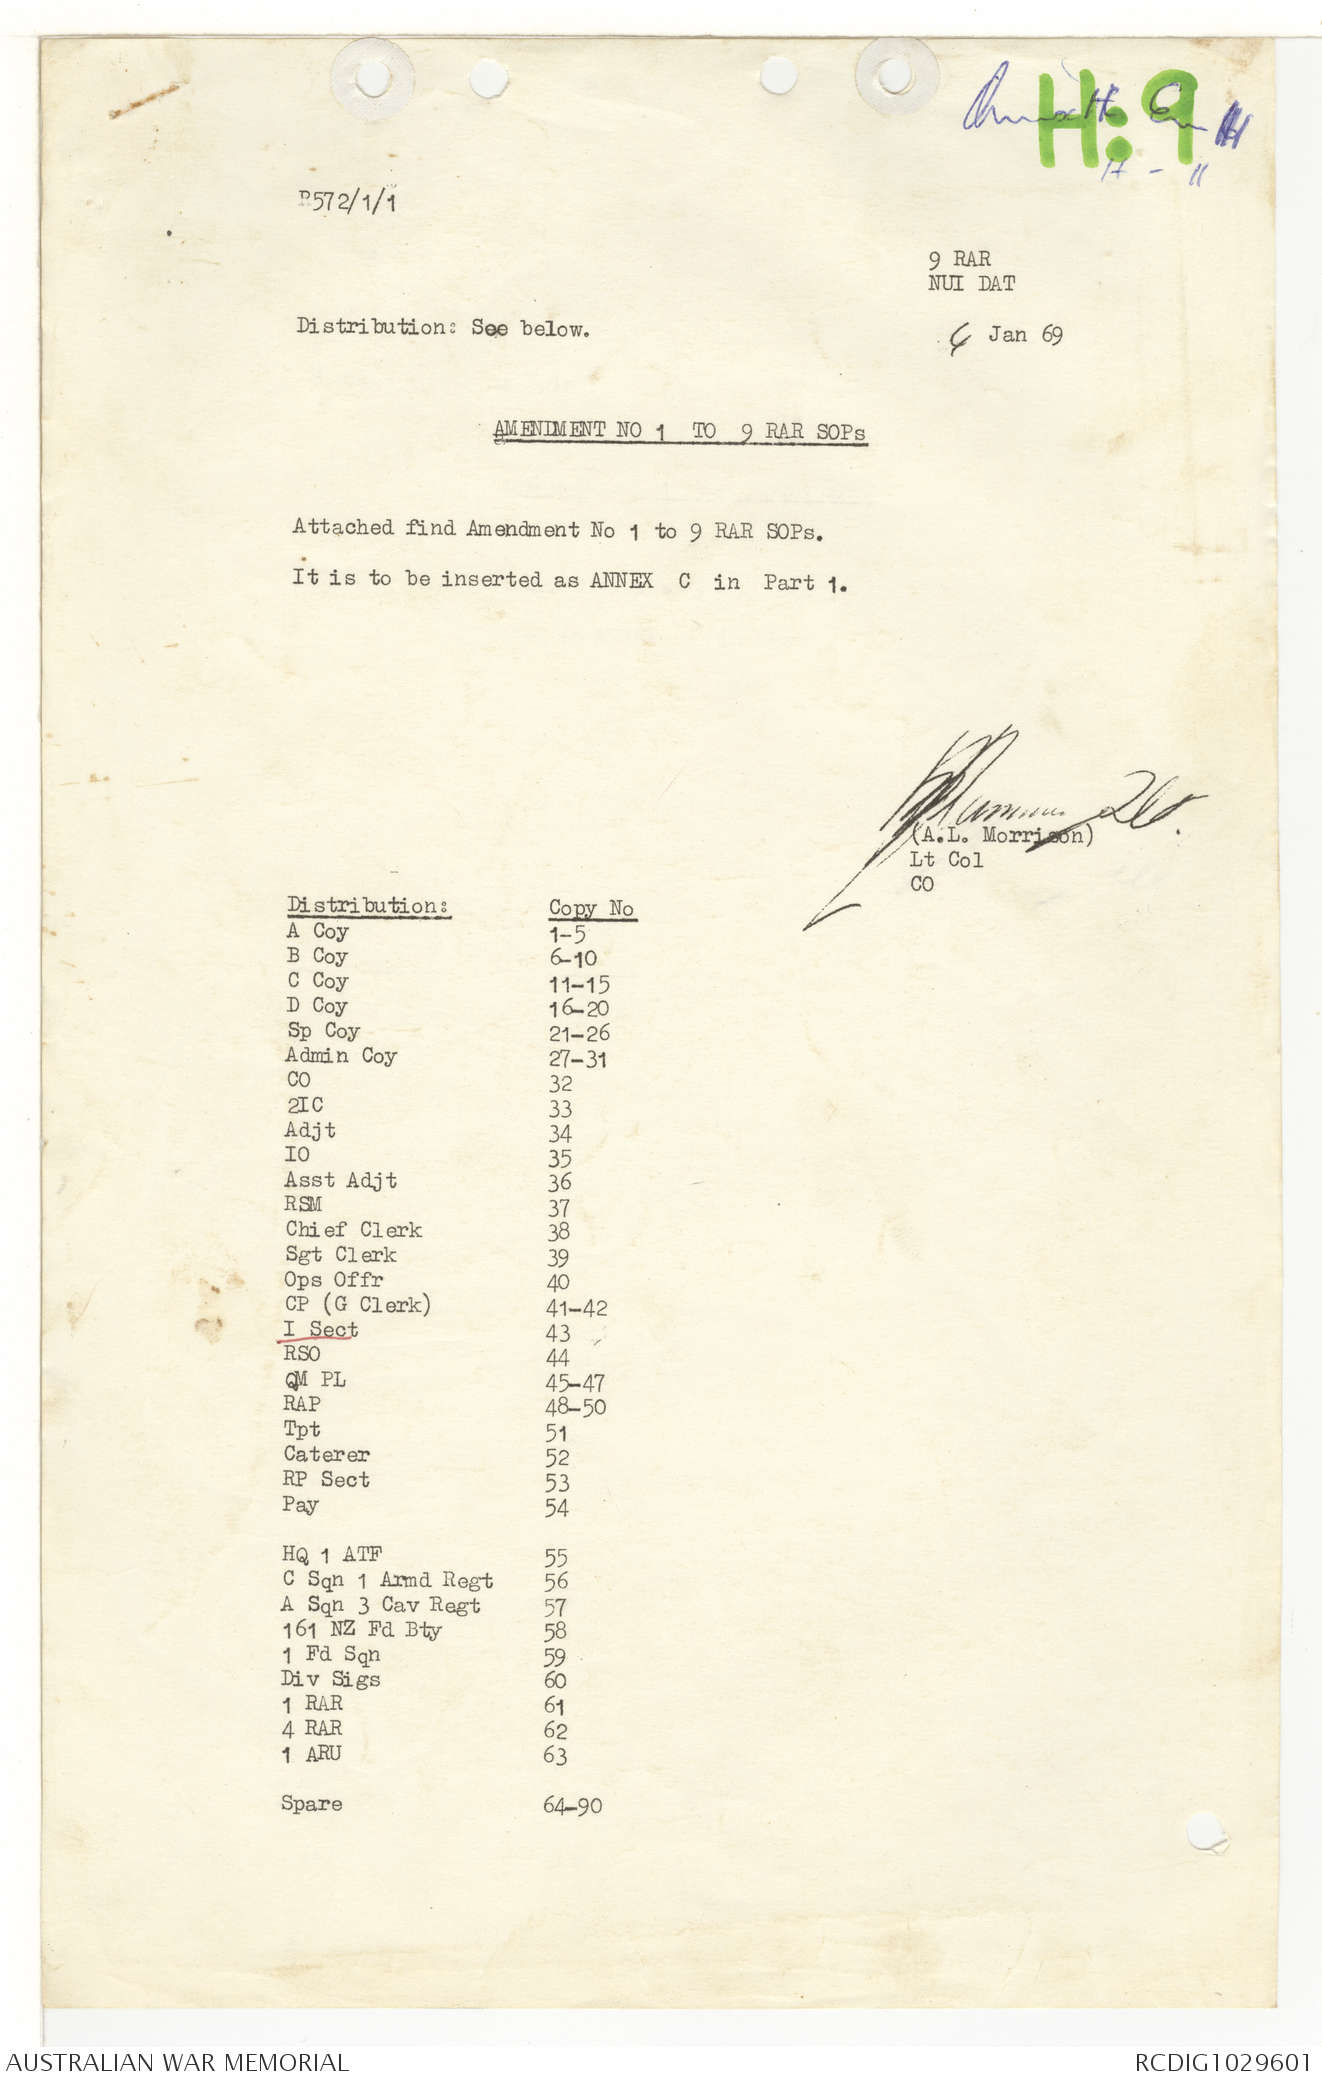 H:9
H - 11
R572/1/1
9 RAR
NUI DAT
Distribution: See below.
Jan 69
AMENDMENT NO 1 TO 9 RAR SOPs
Attached find Amendment No 1 to 9 RAR SOPs.
It is to be inserted as ANNEX C in Part 1.
(A.L. Morrison)
Lt Col
CO
Distribution: Copy No
A Coy 1-5
B Coy 6-10
C Coy 11-15
D Coy 16-20
Sp Coy 21-26
Admin Coy 27-31
CO 32
2IC 33
Adjt 34
IO 35
Asst Adjt 36
RSM 37
Chief Clerk 38
Sgt Clerk 39
Ops Offr 40
CP (G Clerk) 41-42
I Sect 43
RSO 44
QM PL 45-47
RAP 48-50
Tpt 51
Caterer 52
RP Sect 53
Pay 54
HQ 1 ATF 55
C Sqn 1 Armd Regt 56
A Sqn 3 Cav Regt 57
161 NZ Fd Bty 58
1 Fd Sqn 59
Div Sigs 60
1 RAR 61
4 RAR 62
1 ARU 63
Spare 64-90
AUSTRALIAN WAR MEMORIAL RCDIG1029601